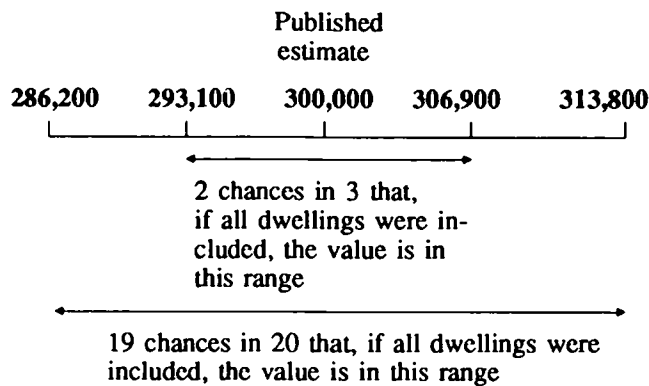 Published
estimate
286,200 293,100 300,000 306,900 313,800
2 chances in 3 that,
if all dwellings were in-
cluded, the value is in
this range
19 chances in 20 that, if all dwellings were
included, the value is in this range